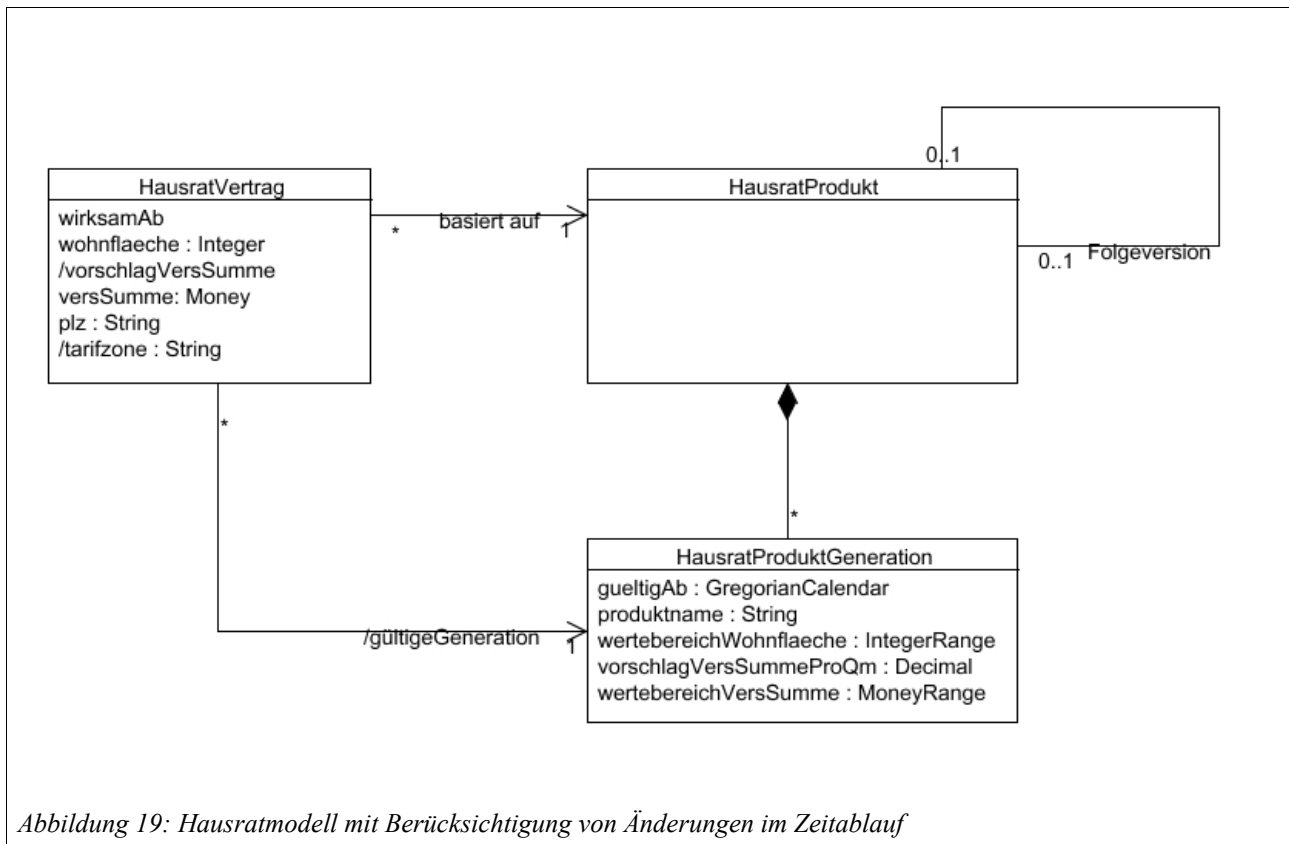 0..1
HausratVertrag
HausratProdukt
wirksamAb
wohnflaeche : Integer
/vorschlagVersSumme
versSumme: Money
plz : String
/tarifzone : String
* basiert auf 1
0..1 Folgeversion
*
*
HausratProduktGeneration
gueltigAb : GregorianCalendar
produktname : String
wertebereichWohnflaeche : IntegerRange
vorschlagVersSummeProQm : Decimal
wertebereichVersSumme : MoneyRange
/gültigeGeneration 1
Abbildung 19: Hausratmodell mit Berücksichtigung von Änderungen im Zeitablauf